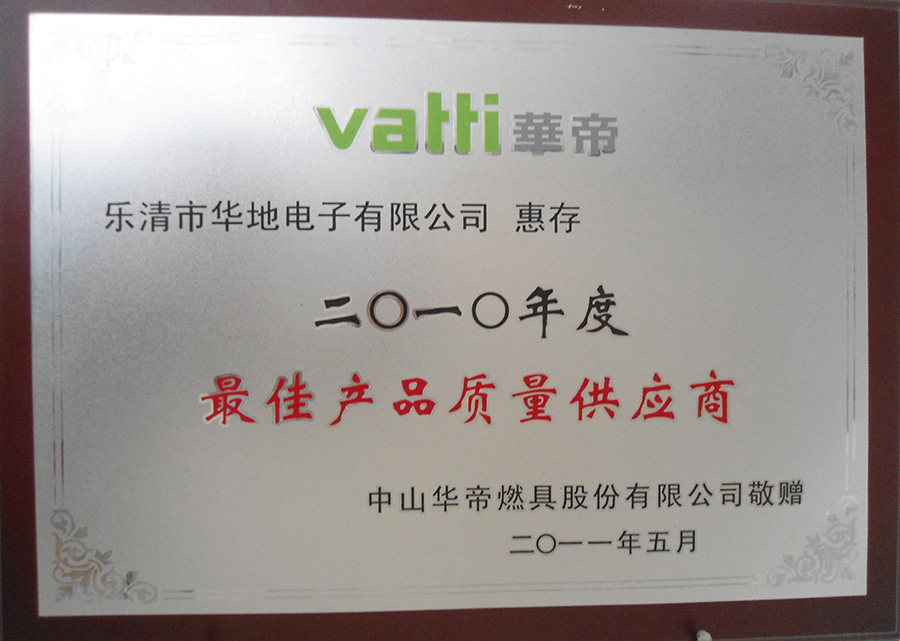 vatti 華帝
乐清市华地电子有限公司 惠存
二〇一〇年度
最佳产品质量供应商
中山华帝燃具股份有限公司敬赠
二〇一一年五月